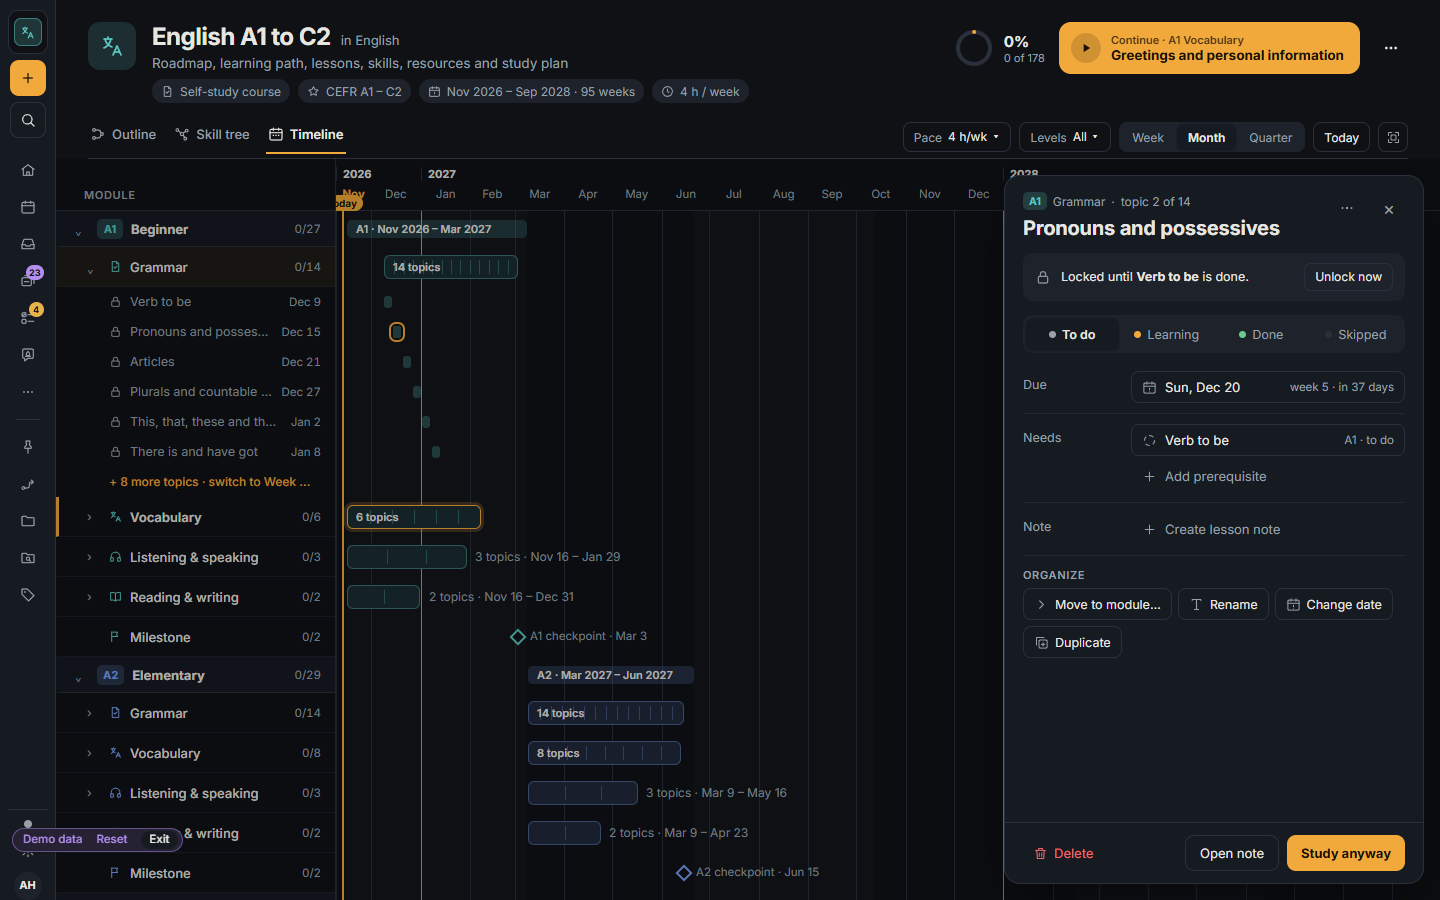 English A1 to C2 in English
Roadmap, learning path, lessons, skills, resources and study plan
Self-study course
CEFR A1 – C2
Nov 2026 – Sep 2028 · 95 weeks
4 h / week
0%
0 of 178
Continue · A1 Vocabulary
Greetings and personal information
Outline
Skill tree
Timeline
Pace 4 h/wk
Levels All
Week
Month
Quarter
Today
23
4
MODULE
2026
2027
2028
Nov
Dec
Jan
Feb
Mar
Apr
May
Jun
Jul
Aug
Sep
Oct
Nov
Dec
oday
A1 Beginner 0/27
A1 · Nov 2026 – Mar 2027
Grammar 0/14
14 topics
Verb to be Dec 9
Pronouns and posses... Dec 15
Articles Dec 21
Plurals and countable ... Dec 27
This, that, these and th... Jan 2
There is and have got Jan 8
+ 8 more topics · switch to Week ...
Vocabulary 0/6
6 topics
Listening & speaking 0/3
3 topics · Nov 16 – Jan 29
Reading & writing 0/2
2 topics · Nov 16 – Dec 31
Milestone 0/2
A1 checkpoint · Mar 3
A2 Elementary 0/29
A2 · Mar 2027 – Jun 2027
Grammar 0/14
14 topics
Vocabulary 0/8
8 topics
Listening & speaking 0/3
3 topics · Mar 9 – May 16
& writing 0/2
2 topics · Mar 9 – Apr 23
Milestone 0/2
A2 checkpoint · Jun 15
Demo data Reset Exit
AH
A1 Grammar · topic 2 of 14
Pronouns and possessives
Locked until Verb to be is done.
Unlock now
To do
Learning
Done
Skipped
Due
Sun, Dec 20
week 5 · in 37 days
Needs
Verb to be
A1 · to do
Add prerequisite
Note
Create lesson note
ORGANIZE
Move to module...
Rename
Change date
Duplicate
Delete
Open note
Study anyway